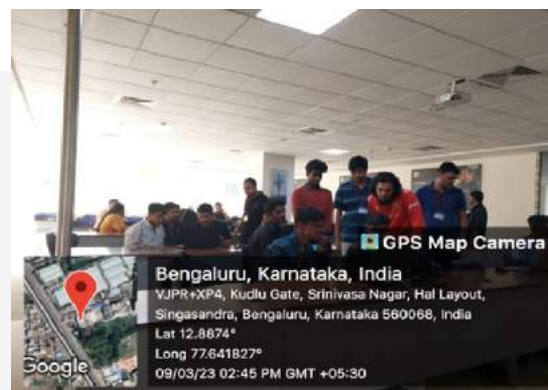 GPS Map Camera
Bengaluru, Karnataka, India
VJPR+XP4, Kudlu Gate, Srinivasa Nagar, Hal Layout,
Singasandra, Bengaluru, Karnataka 560068, India
Lat 12.8874°
Long 77.641827°
09/03/23 02:45 PM GMT +05:30
Google